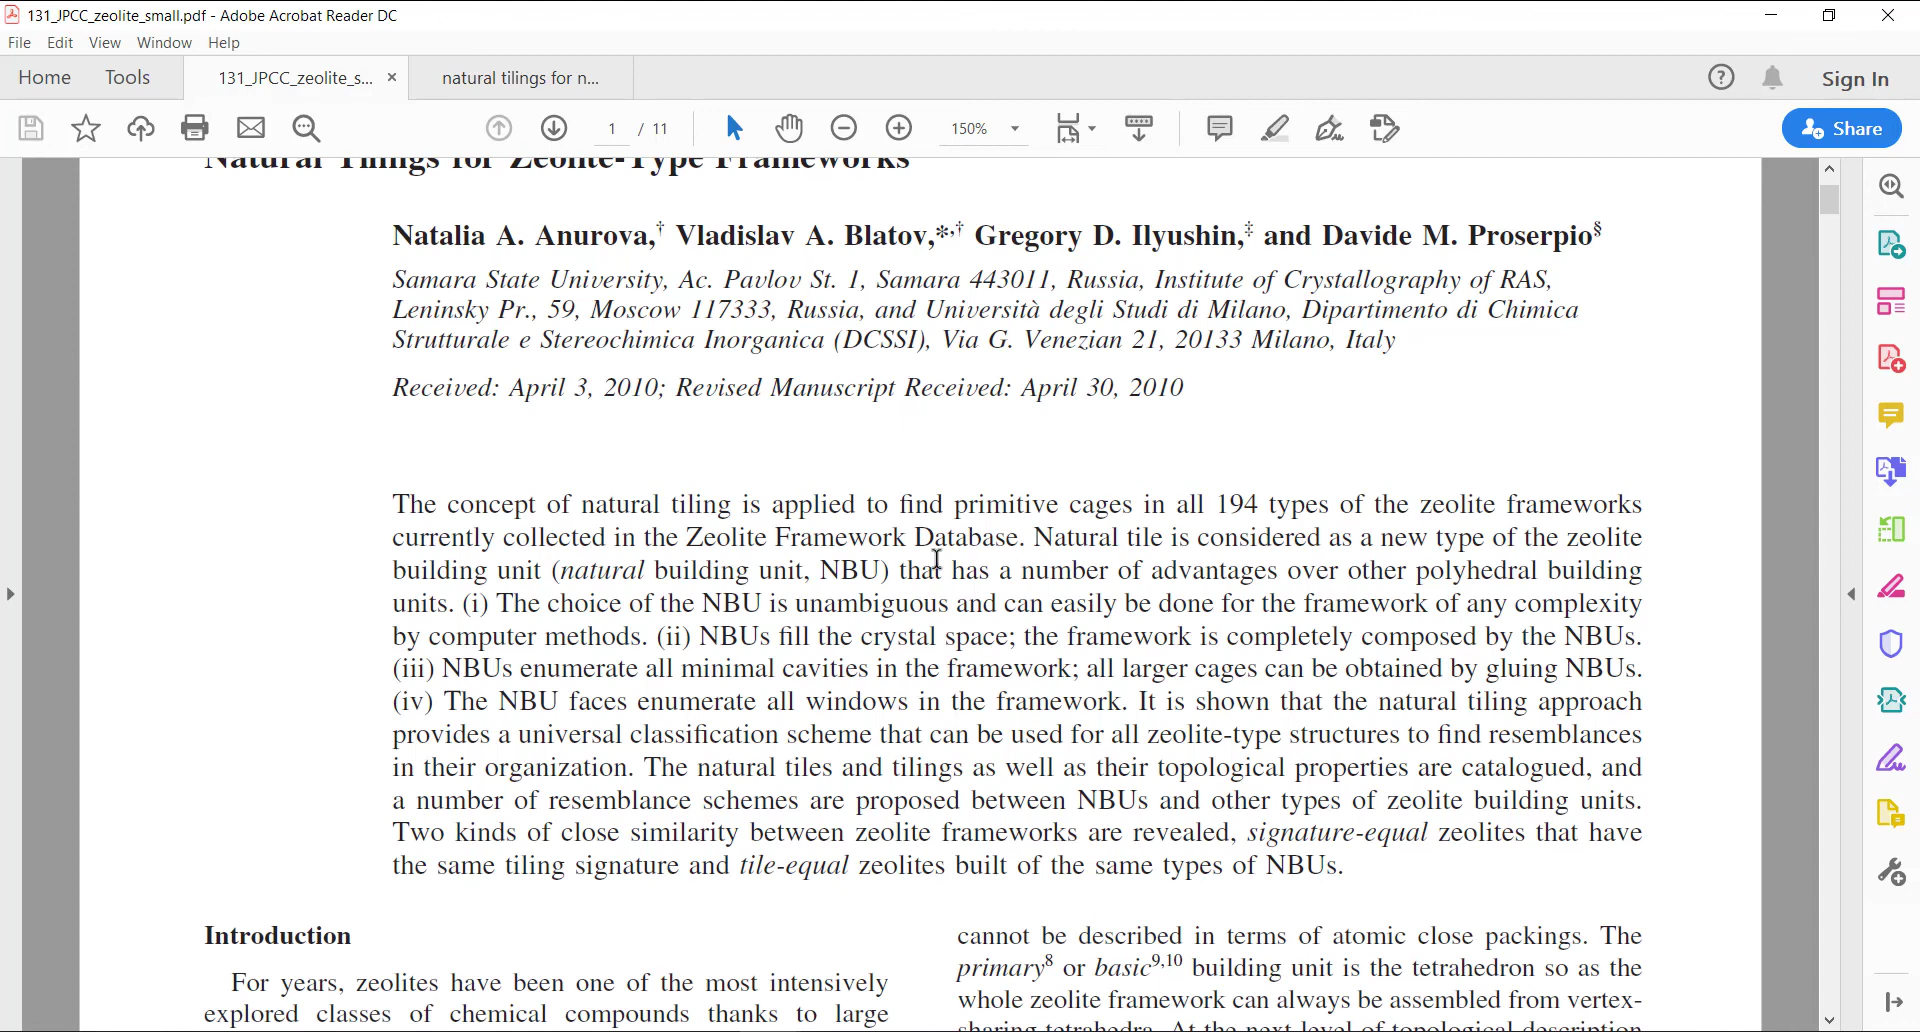 131_JPCC_zeolite_small.pdf - Adobe Acrobat Reader DC
File Edit View Window Help
Home Tools 131_JPCC_zeolite_s... × natural tilings for n... Sign In
1 / 11 150% Share
Natural Tilings for Zeolite-Type Frameworks
Natalia A. Anurova,† Vladislav A. Blatov,*,† Gregory D. Ilyushin,‡ and Davide M. Proserpio§
Samara State University, Ac. Pavlov St. 1, Samara 443011, Russia, Institute of Crystallography of RAS,
Leninsky Pr., 59, Moscow 117333, Russia, and Università degli Studi di Milano, Dipartimento di Chimica
Strutturale e Stereochimica Inorganica (DCSSI), Via G. Venezian 21, 20133 Milano, Italy
Received: April 3, 2010; Revised Manuscript Received: April 30, 2010
The concept of natural tiling is applied to find primitive cages in all 194 types of the zeolite frameworks
currently collected in the Zeolite Framework Database. Natural tile is considered as a new type of the zeolite
building unit (natural building unit, NBU) that has a number of advantages over other polyhedral building
units. (i) The choice of the NBU is unambiguous and can easily be done for the framework of any complexity
by computer methods. (ii) NBUs fill the crystal space; the framework is completely composed by the NBUs.
(iii) NBUs enumerate all minimal cavities in the framework; all larger cages can be obtained by gluing NBUs.
(iv) The NBU faces enumerate all windows in the framework. It is shown that the natural tiling approach
provides a universal classification scheme that can be used for all zeolite-type structures to find resemblances
in their organization. The natural tiles and tilings as well as their topological properties are catalogued, and
a number of resemblance schemes are proposed between NBUs and other types of zeolite building units.
Two kinds of close similarity between zeolite frameworks are revealed, signature-equal zeolites that have
the same tiling signature and tile-equal zeolites built of the same types of NBUs.
Introduction
For years, zeolites have been one of the most intensively
explored classes of chemical compounds thanks to large
cannot be described in terms of atomic close packings. The
primary8 or basic9,10 building unit is the tetrahedron so as the
whole zeolite framework can always be assembled from vertex-
sharing tetrahedra. At the next level of topological description